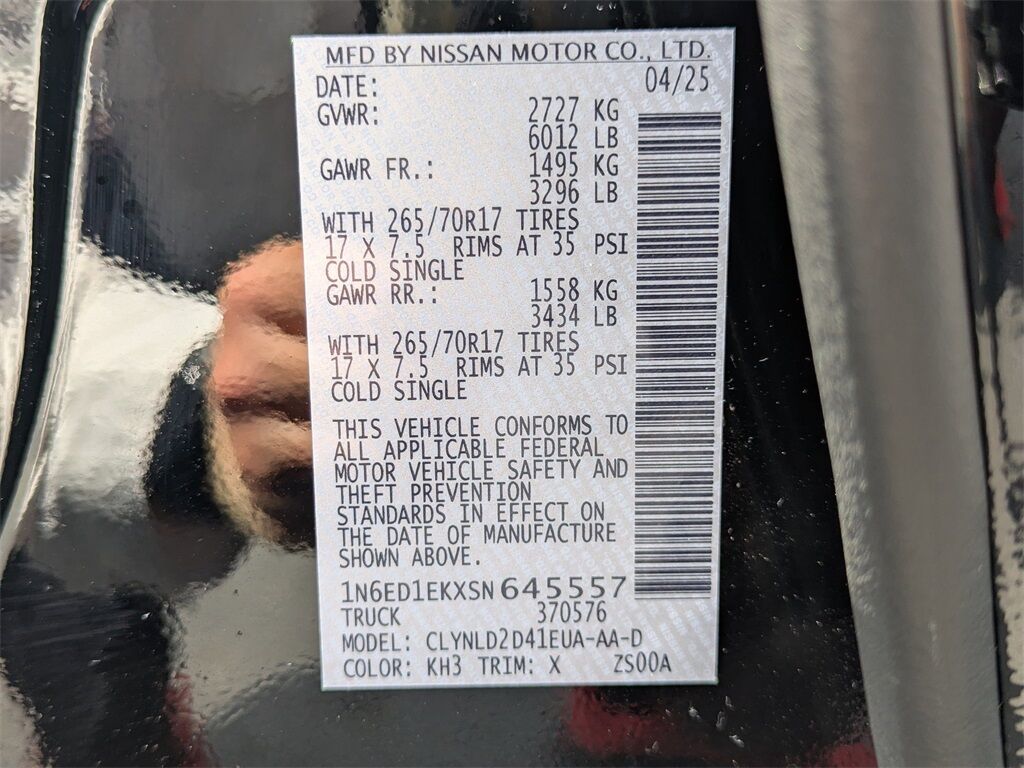 MFD BY NISSAN MOTOR CO., LTD.
DATE: 04/25
GVWR: 2727 KG
6012 LB
GAWR FR.: 1495 KG
3296 LB
WITH 265/70R17 TIRES
17 X 7.5 RIMS AT 35 PSI
COLD SINGLE
GAWR RR.: 1558 KG
3434 LB
WITH 265/70R17 TIRES
17 X 7.5 RIMS AT 35 PSI
COLD SINGLE
THIS VEHICLE CONFORMS TO
ALL APPLICABLE FEDERAL
MOTOR VEHICLE SAFETY AND
THEFT PREVENTION
STANDARDS IN EFFECT ON
THE DATE OF MANUFACTURE
SHOWN ABOVE.
1N6ED1EKXSN645557
TRUCK 370576
MODEL: CLYNLD2D41EUA-AA-D
COLOR: KH3 TRIM: X ZS00A